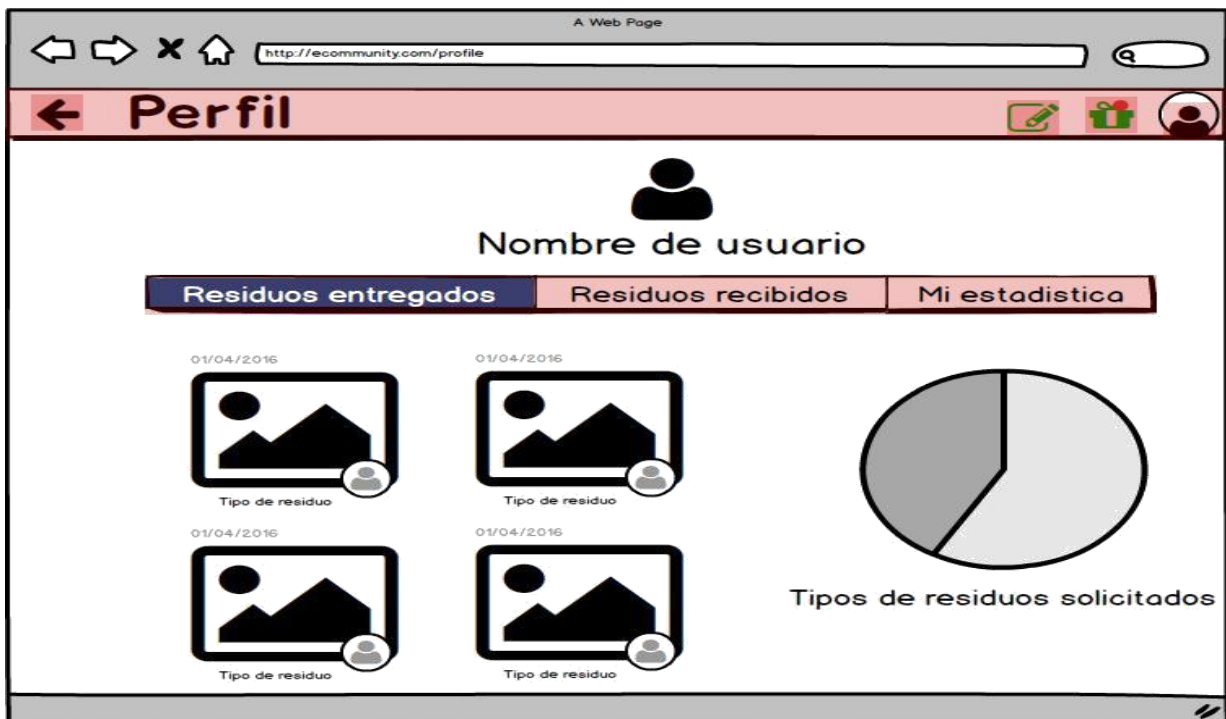 A Web Page
http://ecommunity.com/profile
Perfil
Nombre de usuario
Residuos entregados Residuos recibidos Mi estadistica
01/04/2016 01/04/2016
Tipo de residuo Tipo de residuo
01/04/2016 01/04/2016
Tipos de residuos solicitados
Tipo de residuo Tipo de residuo